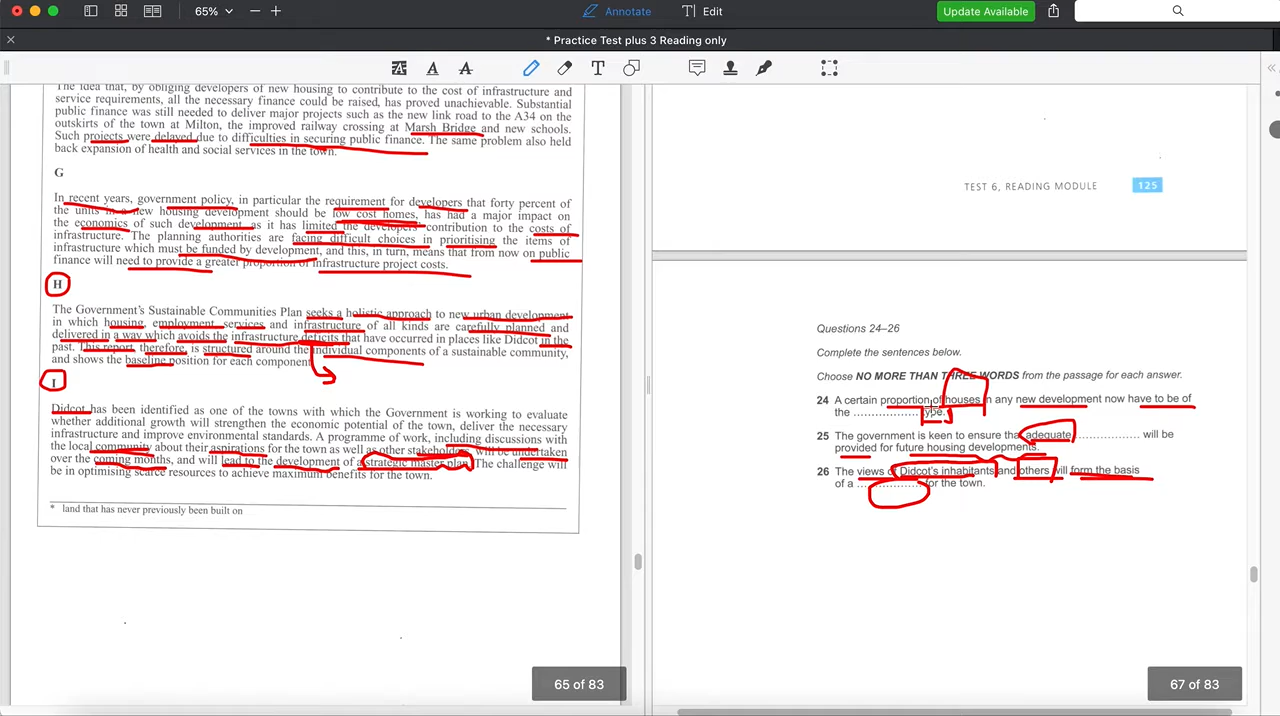 65%
Annotate
Edit
Update Available
* Practice Test plus 3 Reading only
The idea that, by obliging developers of new housing to contribute to the cost of infrastructure and
service requirements, all the necessary finance could be raised, has proved unachievable. Substantial
public finance was still needed to deliver major projects such as the new link road to the A34 on the
outskirts of the town at Milton, the improved railway crossing at Marsh Bridge and new schools.
Such projects were delayed due to difficulties in securing public finance. The same problem also held
back expansion of health and social services in the town.
G
In recent years, government policy, in particular the requirement for developers that forty percent of
the units in a new housing development should be low cost homes, has had a major impact on
the economics of such development, as it has limited the developers' contribution to the costs of
infrastructure. The planning authorities are facing difficult choices in prioritising the items of
infrastructure which must be funded by development, and this, in turn, means that from now on public
finance will need to provide a greater proportion of infrastructure project costs.
H
The Government's Sustainable Communities Plan seeks a holistic approach to new urban development
in which housing, employment, services and infrastructure of all kinds are carefully planned and
delivered in a way which avoids the infrastructure deficits that have occurred in places like Didcot in the
past. This report, therefore, is structured around the individual components of a sustainable community,
and shows the baseline position for each component
I
Didcot has been identified as one of the towns with which the Government is working to evaluate
whether additional growth will strengthen the economic potential of the town, deliver the necessary
infrastructure and improve environmental standards. A programme of work, including discussions with
the local community about their aspirations for the town as well as other stakeholders, will be undertaken
over the coming months, and will lead to the development of a strategic master plan. The challenge will
be in optimising scarce resources to achieve maximum benefits for the town.
* land that has never previously been built on
65 of 83
TEST 6, READING MODULE 125
Questions 24–26
Complete the sentences below.
Choose NO MORE THAN THREE WORDS from the passage for each answer.
24 A certain proportion of houses in any new development now have to be of
the .................... type.
25 The government is keen to ensure that adequate .................... will be
provided for future housing developments.
26 The views of Didcot's inhabitants and others will form the basis
of a .................... for the town.
67 of 83